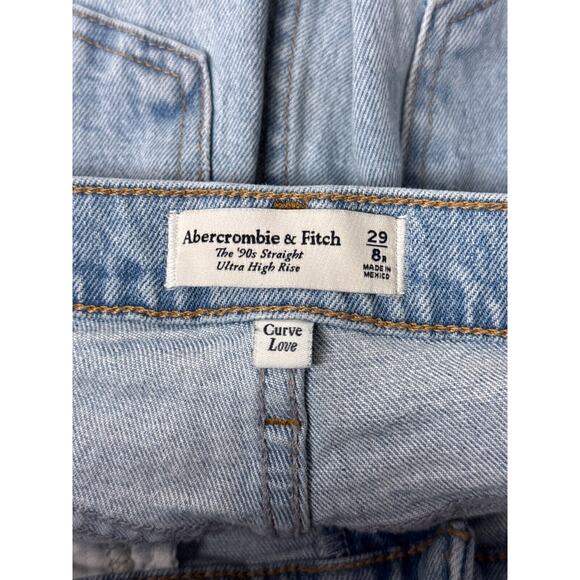 Abercrombie & Fitch
The '90s Straight
Ultra High Rise
29
8R
MADE IN
MEXICO
Curve
Love